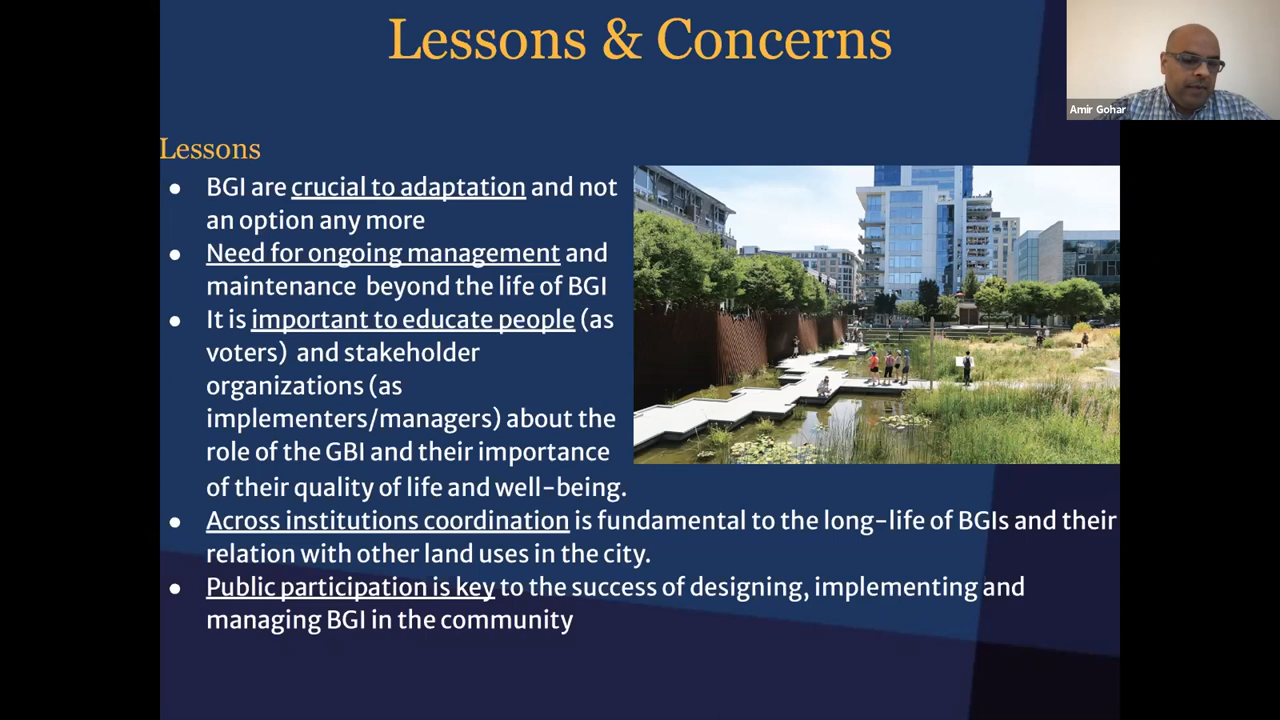 Lessons & Concerns
Amir Gohar
Lessons
● BGI are crucial to adaptation and not
an option any more
● Need for ongoing management and
maintenance beyond the life of BGI
● It is important to educate people (as
voters) and stakeholder
organizations (as
implementers/managers) about the
role of the GBI and their importance
of their quality of life and well-being.
● Across institutions coordination is fundamental to the long-life of BGIs and their
relation with other land uses in the city.
● Public participation is key to the success of designing, implementing and
managing BGI in the community